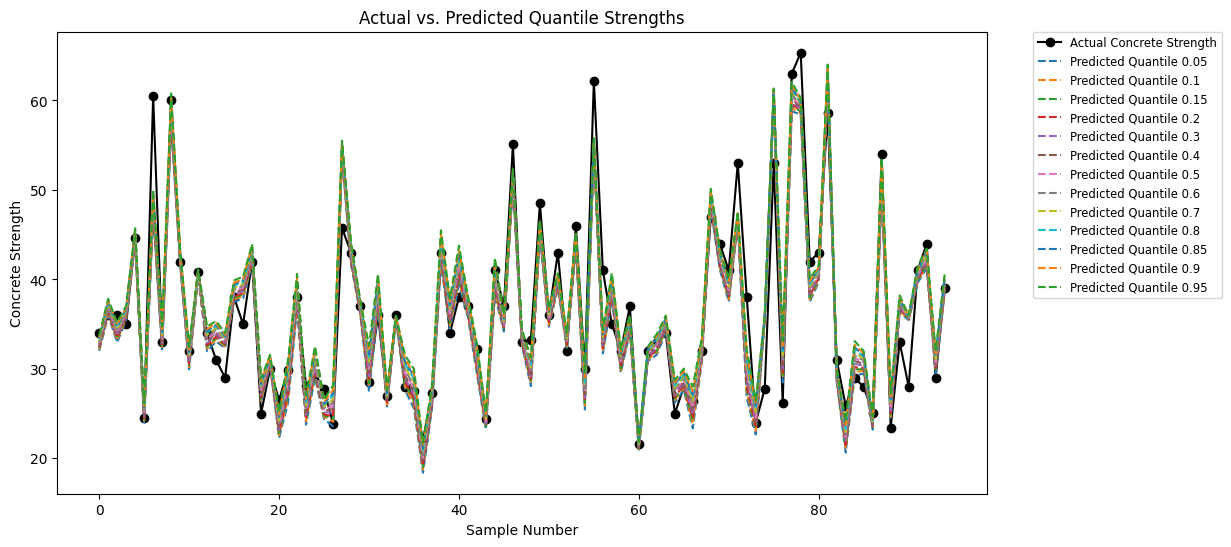 Actual vs. Predicted Quantile Strengths
Actual Concrete Strength
Predicted Quantile 0.05
Predicted Quantile 0.1
Predicted Quantile 0.15
Predicted Quantile 0.2
Predicted Quantile 0.3
Predicted Quantile 0.4
Predicted Quantile 0.5
Predicted Quantile 0.6
Predicted Quantile 0.7
Predicted Quantile 0.8
Predicted Quantile 0.85
Predicted Quantile 0.9
Predicted Quantile 0.95
Concrete Strength
60
50
40
30
20
0 20 40 60 80
Sample Number